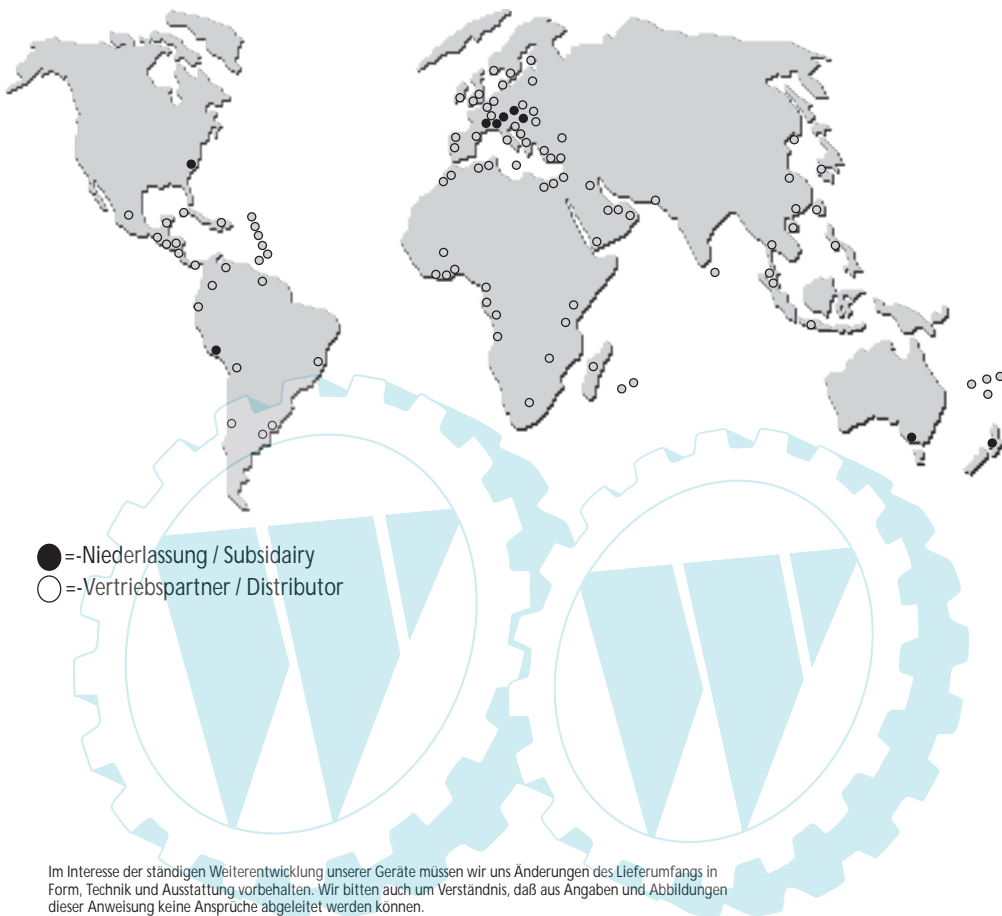 =-Niederlassung / Subsidairy
=-Vertriebspartner / Distributor
Im Interesse der ständigen Weiterentwicklung unserer Geräte müssen wir uns Änderungen des Lieferumfangs in
Form, Technik und Ausstattung vorbehalten. Wir bitten auch um Verständnis, daß aus Angaben und Abbildungen
dieser Anweisung keine Ansprüche abgeleitet werden können.